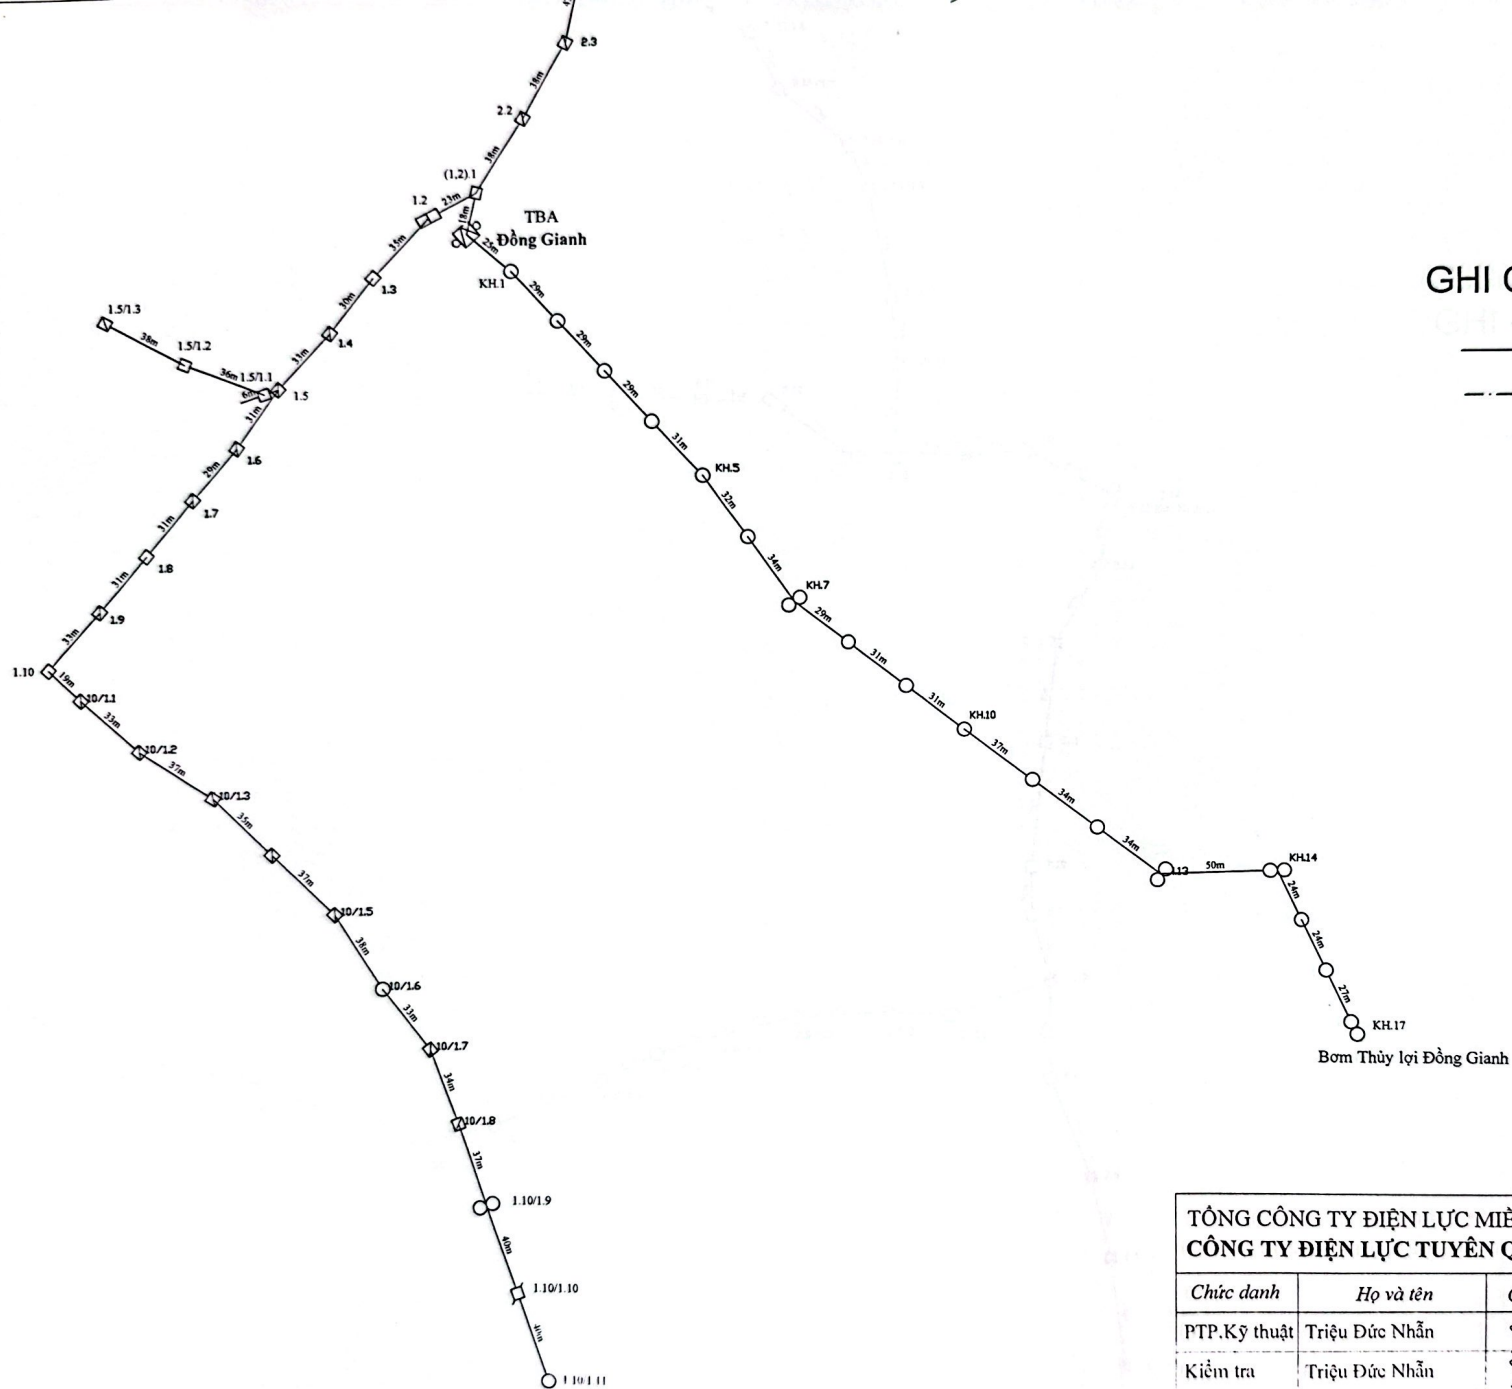 2.3
38m
2.2
38m
(1,2).1
1.2
23m
18m
TBA
Đồng Gianh
25m
KH.1
35m
1.3
30m
1.4
33m
1.5
1.5/1.3
38m
1.5/1.2
36m
1.5/1.1
6m
31m
1.6
29m
1.7
31m
1.8
31m
1.9
33m
1.10
19m
10/1.1
33m
10/1.2
37m
10/1.3
35m
37m
10/1.5
38m
10/1.6
33m
10/1.7
34m
10/1.8
37m
1.10/1.9
40m
1.10/1.10
1.10/1.11
29m
29m
29m
31m
KH.5
32m
34m
KH.7
29m
31m
31m
KH.10
37m
34m
34m
.13
50m
KH.14
24m
24m
27m
KH.17
Bơm Thủy lợi Đồng Gianh
GHI
TỔNG CÔNG TY ĐIỆN LỰC
CÔNG TY ĐIỆN LỰC TUYÊN
Chức danh Họ và tên
PTP.Kỹ thuật Triệu Đức Nhẫn
Kiểm tra Triệu Đức Nhẫn